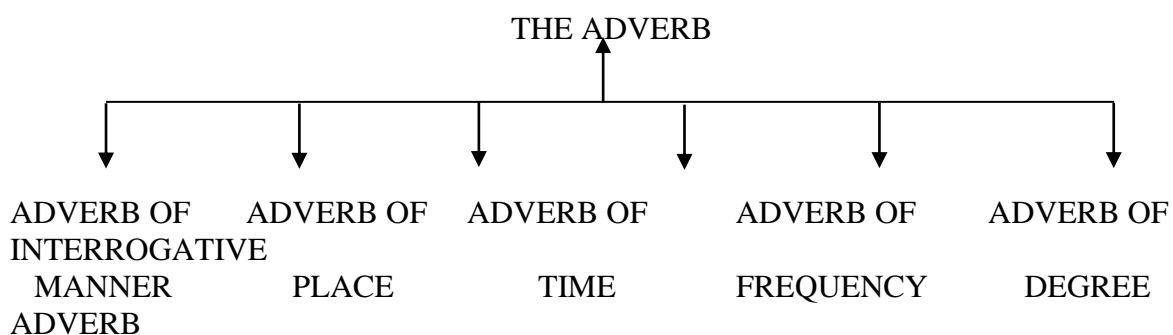 THE ADVERB
ADVERB OF ADVERB OF ADVERB OF ADVERB OF ADVERB OF
INTERROGATIVE
MANNER PLACE TIME FREQUENCY DEGREE
ADVERB